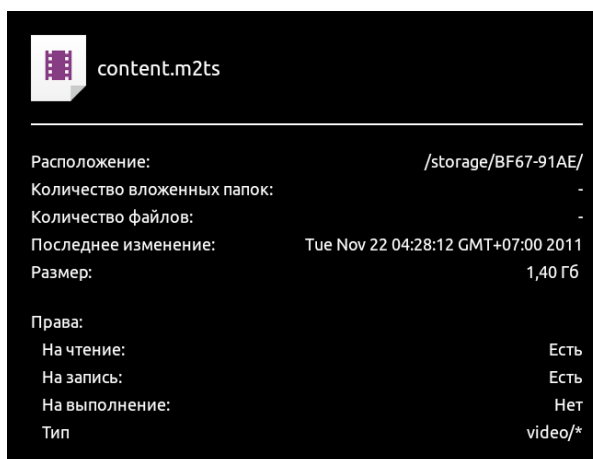 content.m2ts
Расположение: /storage/BF67-91AE/
Количество вложенных папок: -
Количество файлов: -
Последнее изменение: Tue Nov 22 04:28:12 GMT+07:00 2011
Размер: 1,40 Гб
Права:
На чтение: Есть
На запись: Есть
На выполнение: Нет
Тип video/*